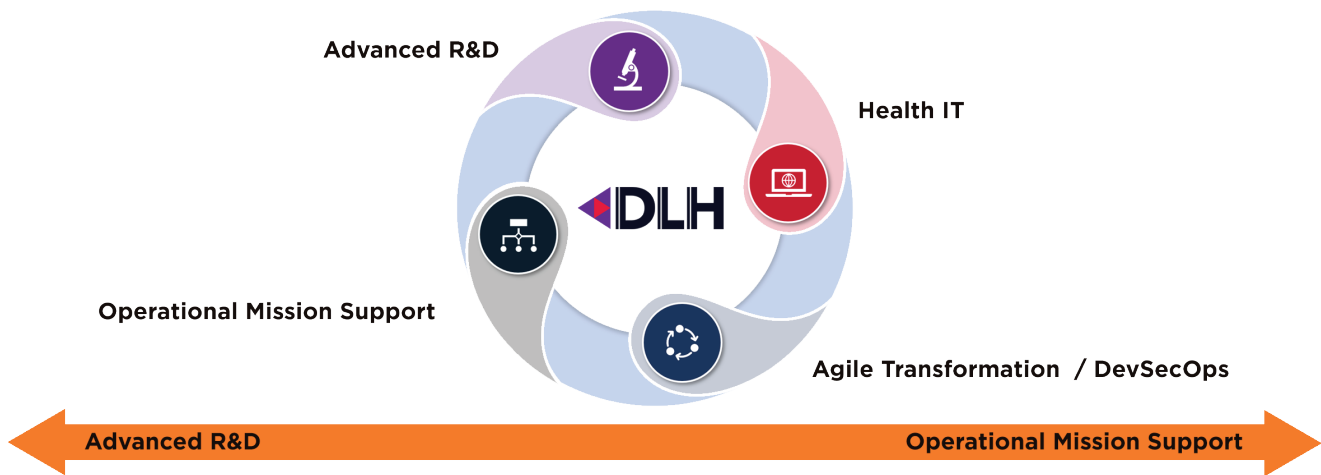 Advanced R&D
Health IT
DLH
Operational Mission Support
Agile Transformation / DevSecOps
Advanced R&D
Operational Mission Support